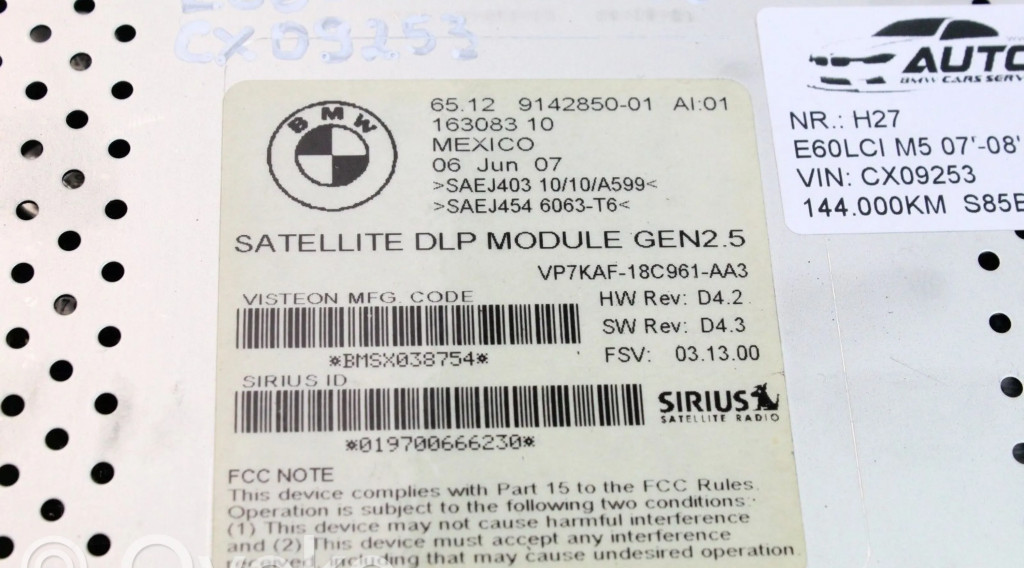 CX09253
BMW
65.12 9142850-01 AI:01
163083 10
MEXICO
06 Jun 07
>SAEJ403 10/10/A599<
>SAEJ454 6063-T6<
SATELLITE DLP MODULE GEN2.5
VP7KAF-18C961-AA3
VISTEON MFG. CODE
HW Rev: D4.2
SW Rev: D4.3
*BMSX038754*
FSV: 03.13.00
SIRIUS ID
SIRIUS
SATELLITE RADIO
*019700666230*
FCC NOTE
This device complies with Part 15 to the FCC Rules.
Operation is subject to the following two conditions:
(1) This device may not cause harmful interference
and (2) This device must accept any interference
received, including that may cause undesired operation.
AUTO
BMW CARS SERV
NR.: H27
E60LCI M5 07'-08'
VIN: CX09253
144.000KM S85B